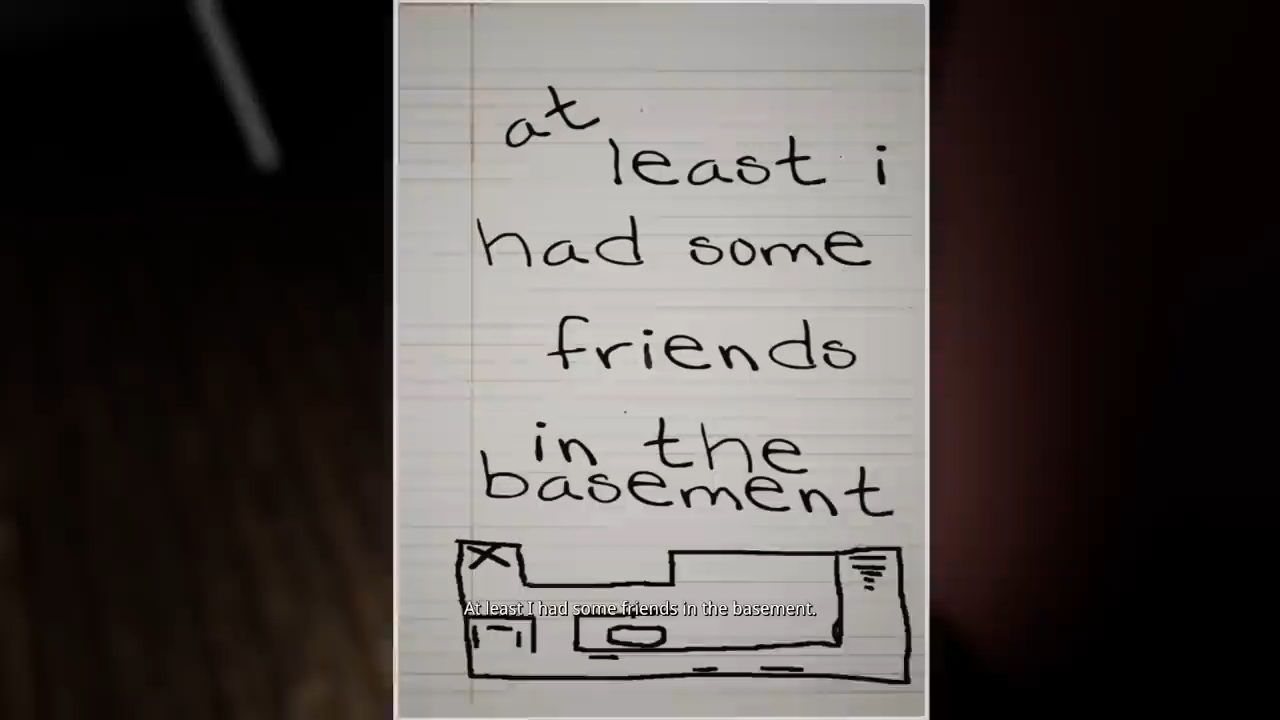 at
least i
had some
friends
in the
basement
At least I had some friends in the basement.